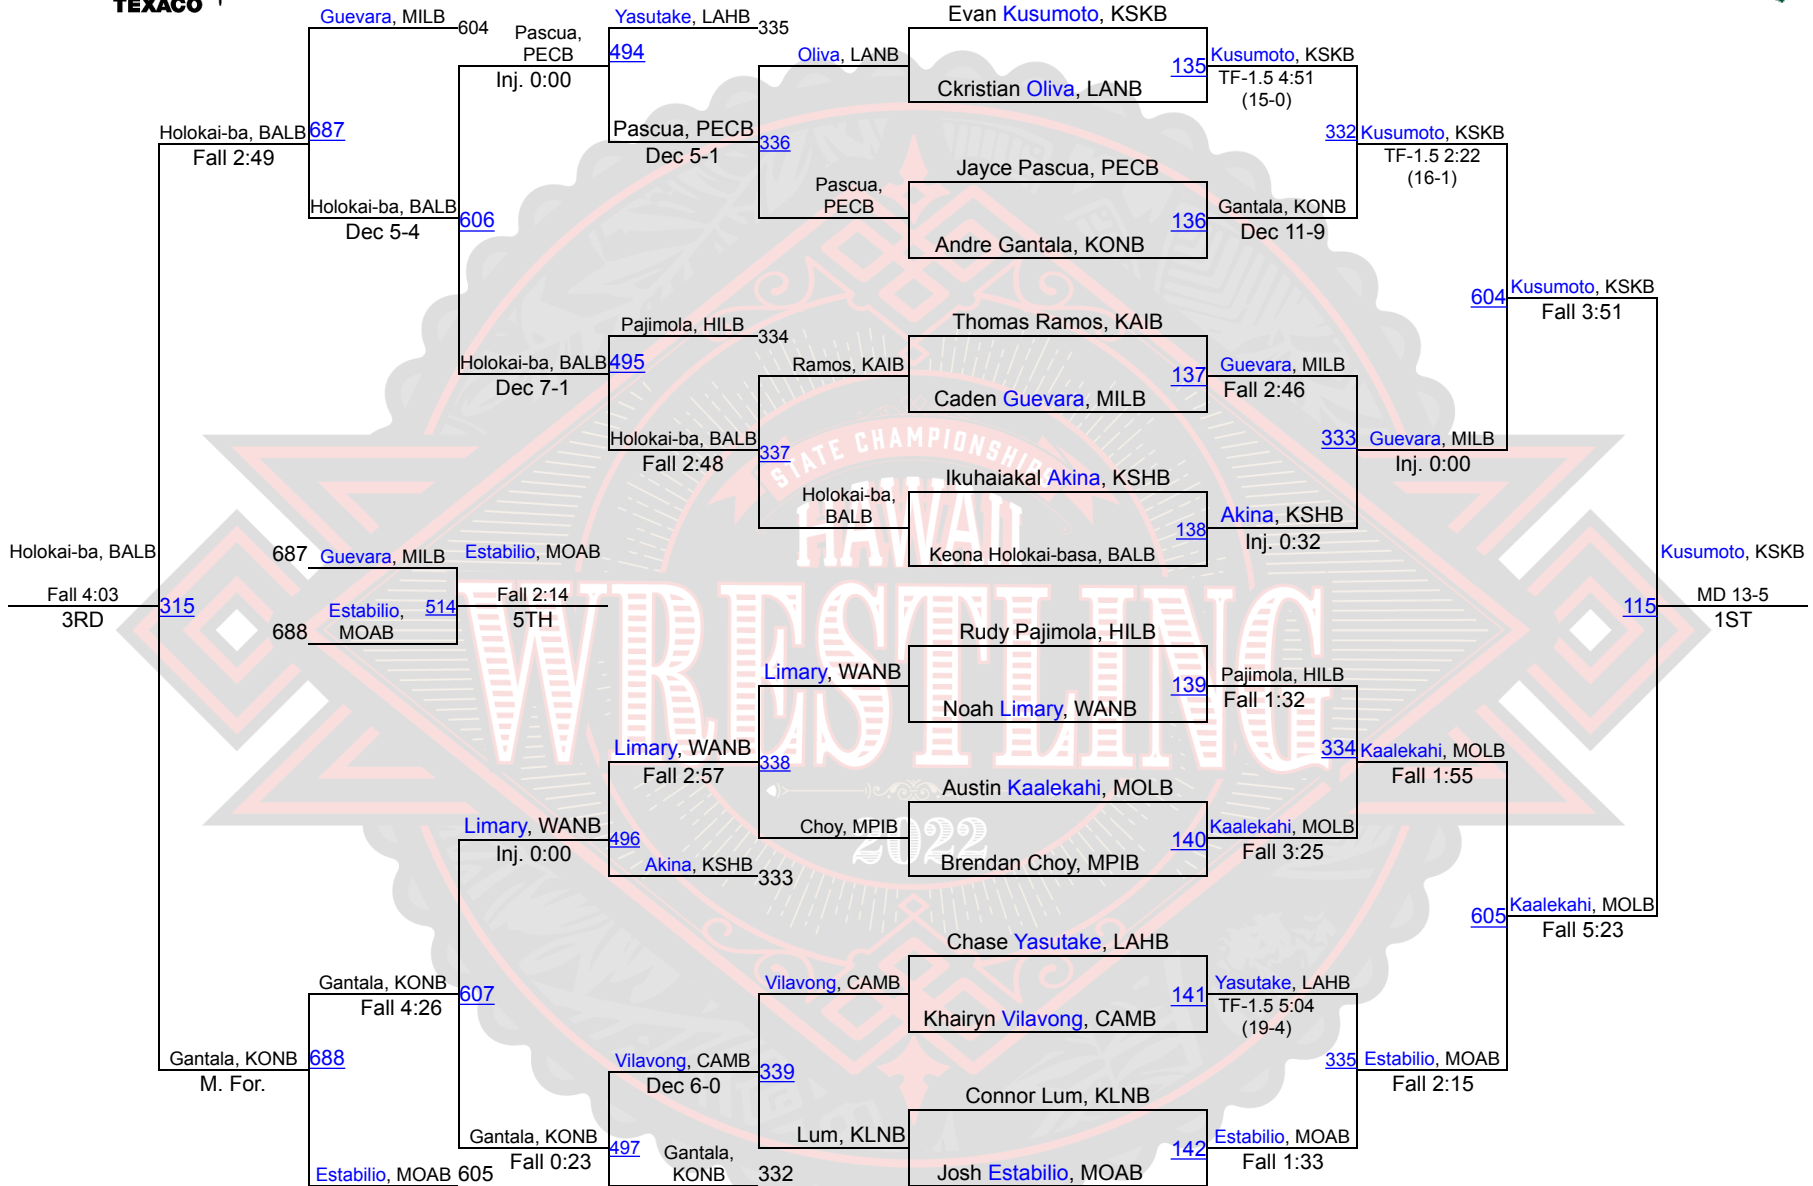 TEXACO
Guevara, MILB
604
Pascua,
PECB
Inj. 0:00
Yasutake, LAHB
335
494
Oliva, LANB
Evan Kusumoto, KSKB
135
Ckristian Oliva, LANB
Kusumoto, KSKB
TF-1.5 4:51
(15-0)
Holokai-ba, BALB
687
Fall 2:49
Pascua, PECB
336
Dec 5-1
332
Kusumoto, KSKB
TF-1.5 2:22
(16-1)
Jayce Pascua, PECB
Pascua,
PECB
Holokai-ba, BALB
606
Dec 5-4
136
Gantala, KONB
Dec 11-9
Andre Gantala, KONB
604
Kusumoto, KSKB
Fall 3:51
Pajimola, HILB
334
Thomas Ramos, KAIB
Holokai-ba, BALB
495
Dec 7-1
Ramos, KAIB
137
Guevara, MILB
Fall 2:46
Caden Guevara, MILB
Holokai-ba, BALB
337
Fall 2:48
333
Guevara, MILB
Inj. 0:00
STATE CHAMPIONSHIPS
HAWAII
WRESTLING
2022
Ikuhaiakal Akina, KSHB
Holokai-ba,
BALB
138
Akina, KSHB
Inj. 0:32
Keona Holokai-basa, BALB
Holokai-ba, BALB
Fall 4:03
3RD
315
687
Guevara, MILB
Estabilio, MOAB
Estabilio,
MOAB
514
Fall 2:14
5TH
688
Kusumoto, KSKB
115
MD 13-5
1ST
Rudy Pajimola, HILB
Limary, WANB
139
Pajimola, HILB
Fall 1:32
Noah Limary, WANB
Limary, WANB
338
Fall 2:57
334
Kaalekahi, MOLB
Fall 1:55
Austin Kaalekahi, MOLB
Limary, WANB
496
Inj. 0:00
Choy, MPIB
140
Kaalekahi, MOLB
Fall 3:25
Brendan Choy, MPIB
Akina, KSHB
333
605
Kaalekahi, MOLB
Fall 5:23
Chase Yasutake, LAHB
Gantala, KONB
607
Fall 4:26
Vilavong, CAMB
141
Yasutake, LAHB
TF-1.5 5:04
(19-4)
Khairyn Vilavong, CAMB
Gantala, KONB
688
M. For.
Vilavong, CAMB
339
Dec 6-0
335
Estabilio, MOAB
Fall 2:15
Connor Lum, KLNB
Gantala, KONB
497
Fall 0:23
Lum, KLNB
142
Estabilio, MOAB
Fall 1:33
Gantala,
KONB
332
Josh Estabilio, MOAB
Estabilio, MOAB
605